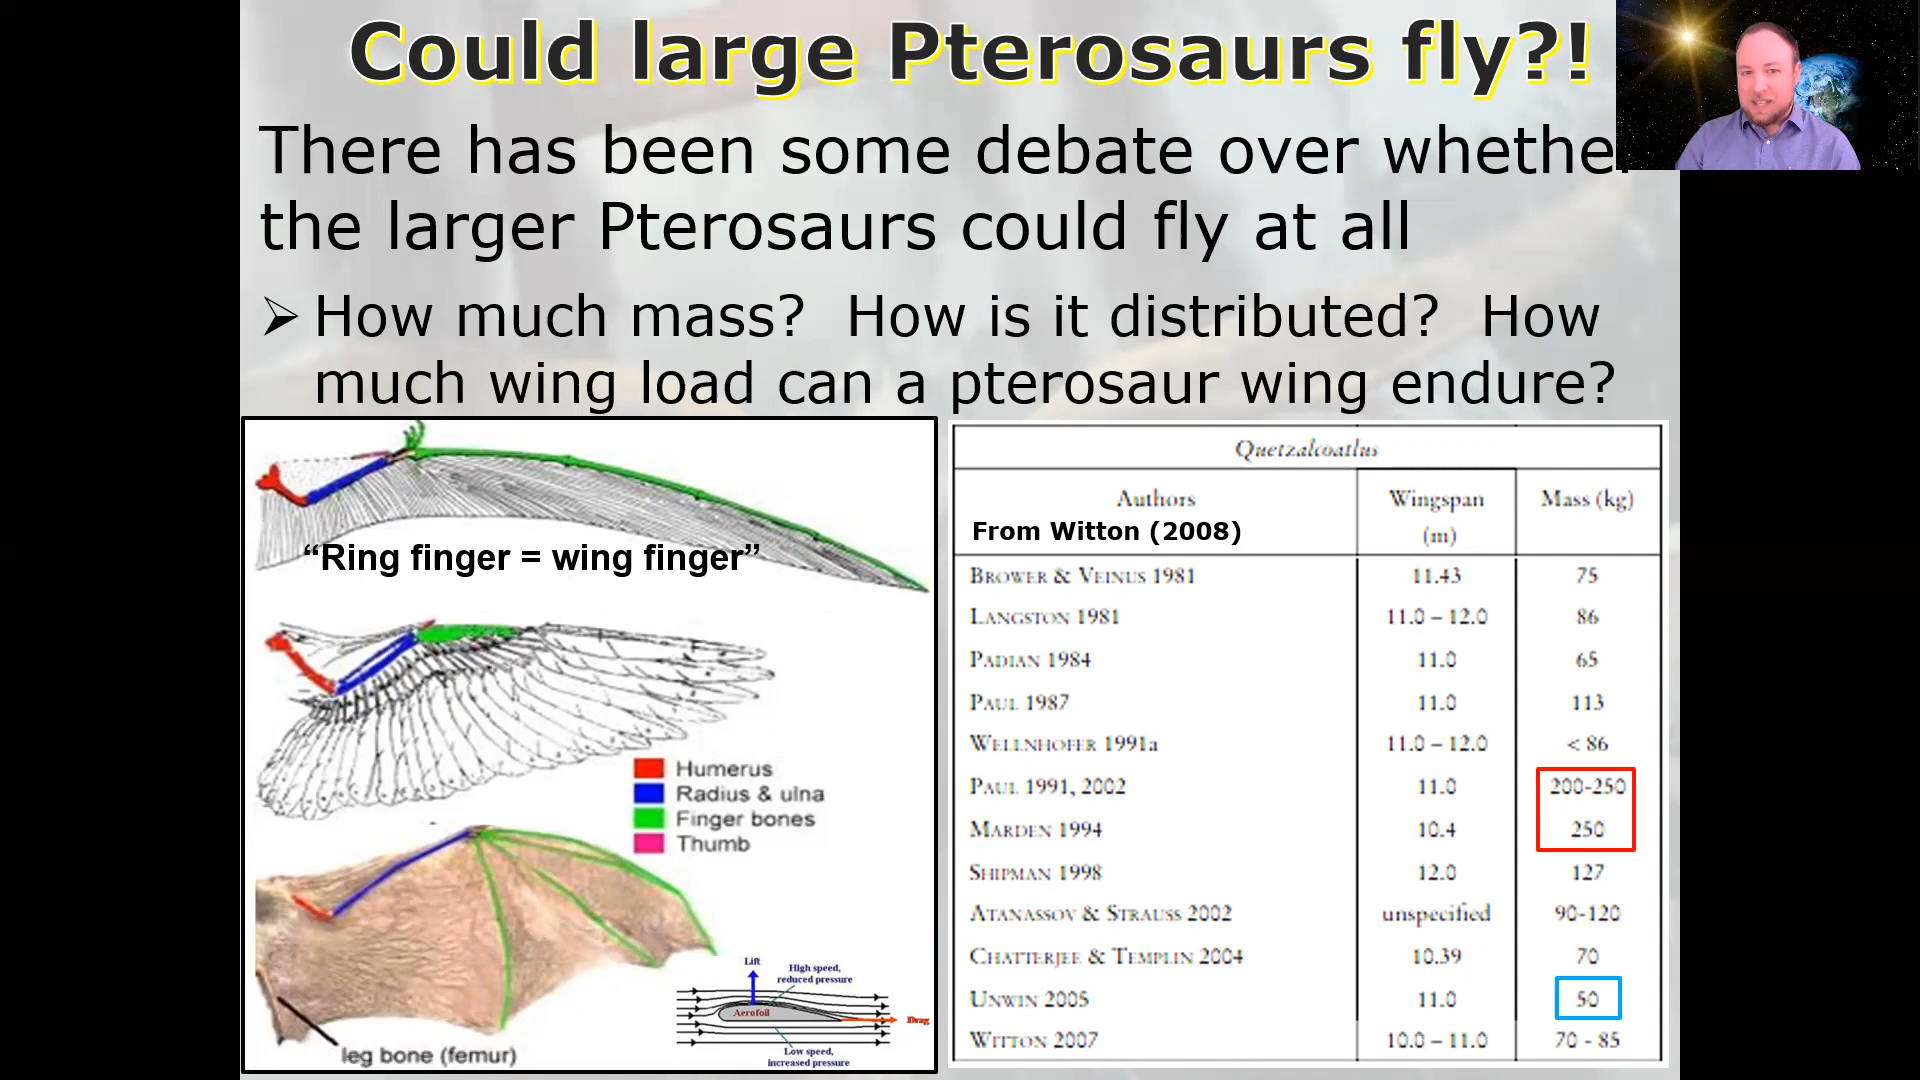 Could large Pterosaurs fly?!
There has been some debate over whether
the larger Pterosaurs could fly at all
➢ How much mass? How is it distributed? How
much wing load can a pterosaur wing endure?
“Ring finger = wing finger”
Humerus
Radius & ulna
Finger bones
Thumb
leg bone (femur)
Lift
High speed,
reduced pressure
Aerofoil
Drag
Low speed,
increased pressure
Quetzalcoatlus
Authors Wingspan (m) Mass (kg)
From Witton (2008)
BROWER & VEINUS 1981 11.43 75
LANGSTON 1981 11.0 – 12.0 86
PADIAN 1984 11.0 65
PAUL 1987 11.0 113
WELLNHOFER 1991a 11.0 – 12.0 < 86
PAUL 1991, 2002 11.0 200-250
MARDEN 1994 10.4 250
SHIPMAN 1998 12.0 127
ATANASSOV & STRAUSS 2002 unspecified 90-120
CHATTERJEE & TEMPLIN 2004 10.39 70
UNWIN 2005 11.0 50
WITTON 2007 10.0 – 11.0 70 - 85